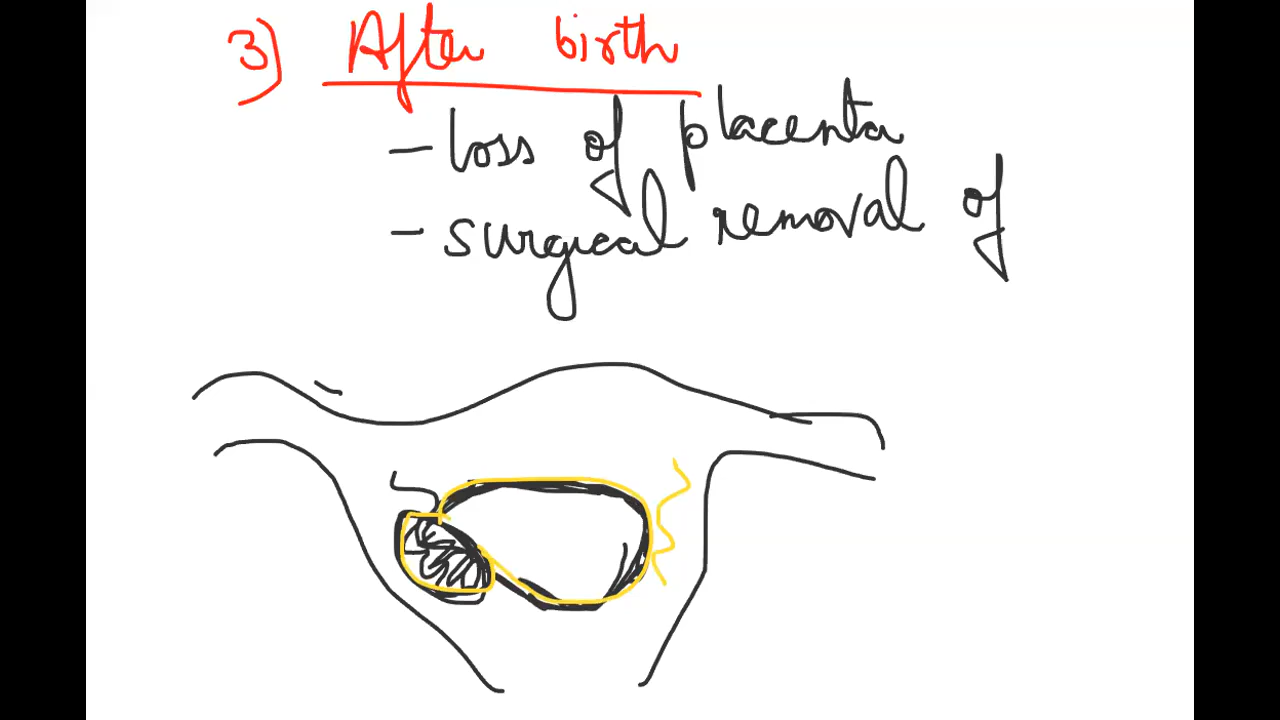 3) After birth
- loss of placenta
- surgical removal of